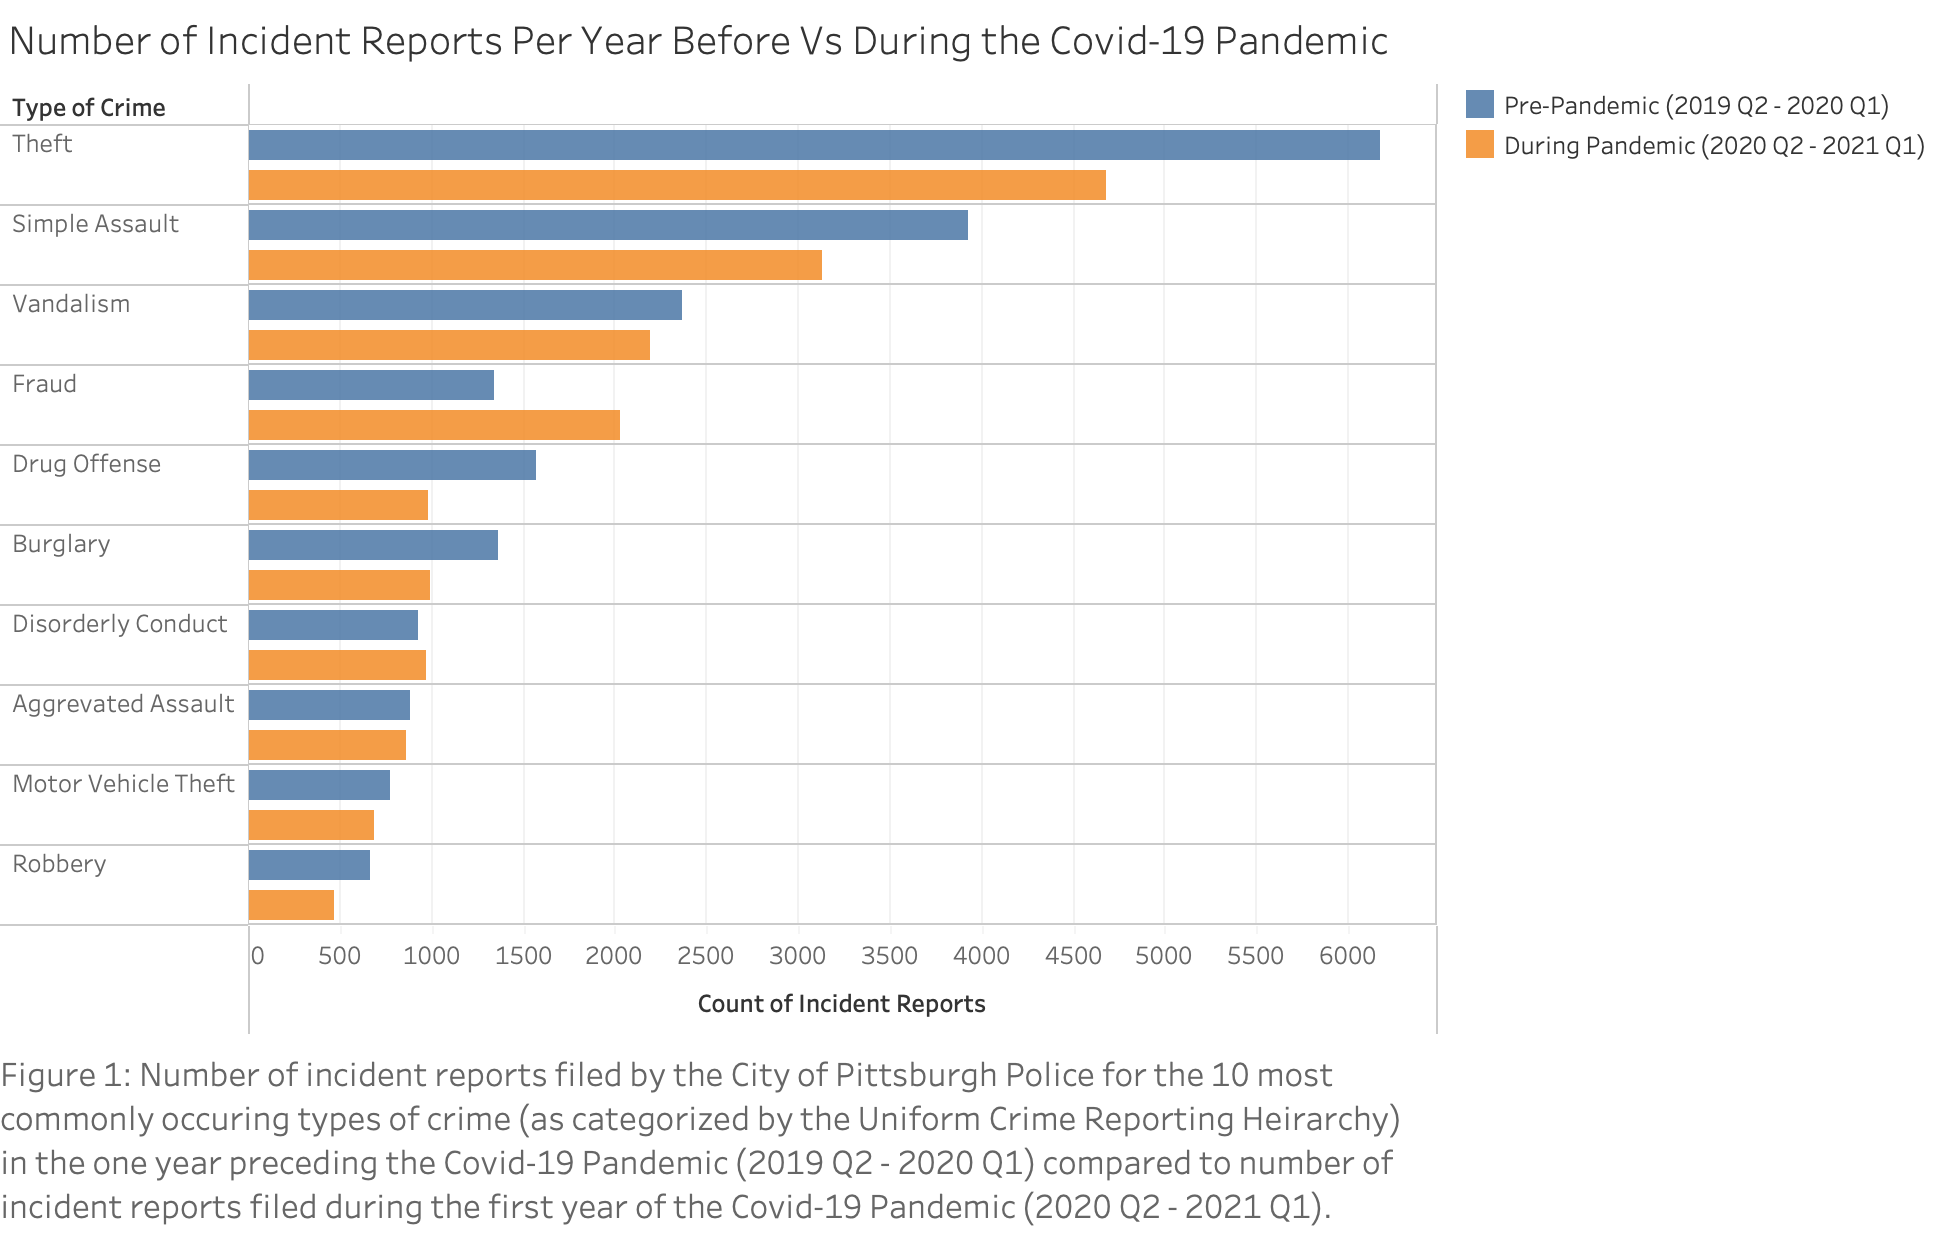 Number of Incident Reports Per Year Before Vs During the Covid-19 Pandemic
Type of Crime
Pre-Pandemic (2019 Q2 - 2020 Q1)
During Pandemic (2020 Q2 - 2021 Q1)
Theft
Simple Assault
Vandalism
Fraud
Drug Offense
Burglary
Disorderly Conduct
Aggrevated Assault
Motor Vehicle Theft
Robbery
0 500 1000 1500 2000 2500 3000 3500 4000 4500 5000 5500 6000
Count of Incident Reports
Figure 1: Number of incident reports filed by the City of Pittsburgh Police for the 10 most
commonly occuring types of crime (as categorized by the Uniform Crime Reporting Heirarchy)
in the one year preceding the Covid-19 Pandemic (2019 Q2 - 2020 Q1) compared to number of
incident reports filed during the first year of the Covid-19 Pandemic (2020 Q2 - 2021 Q1).